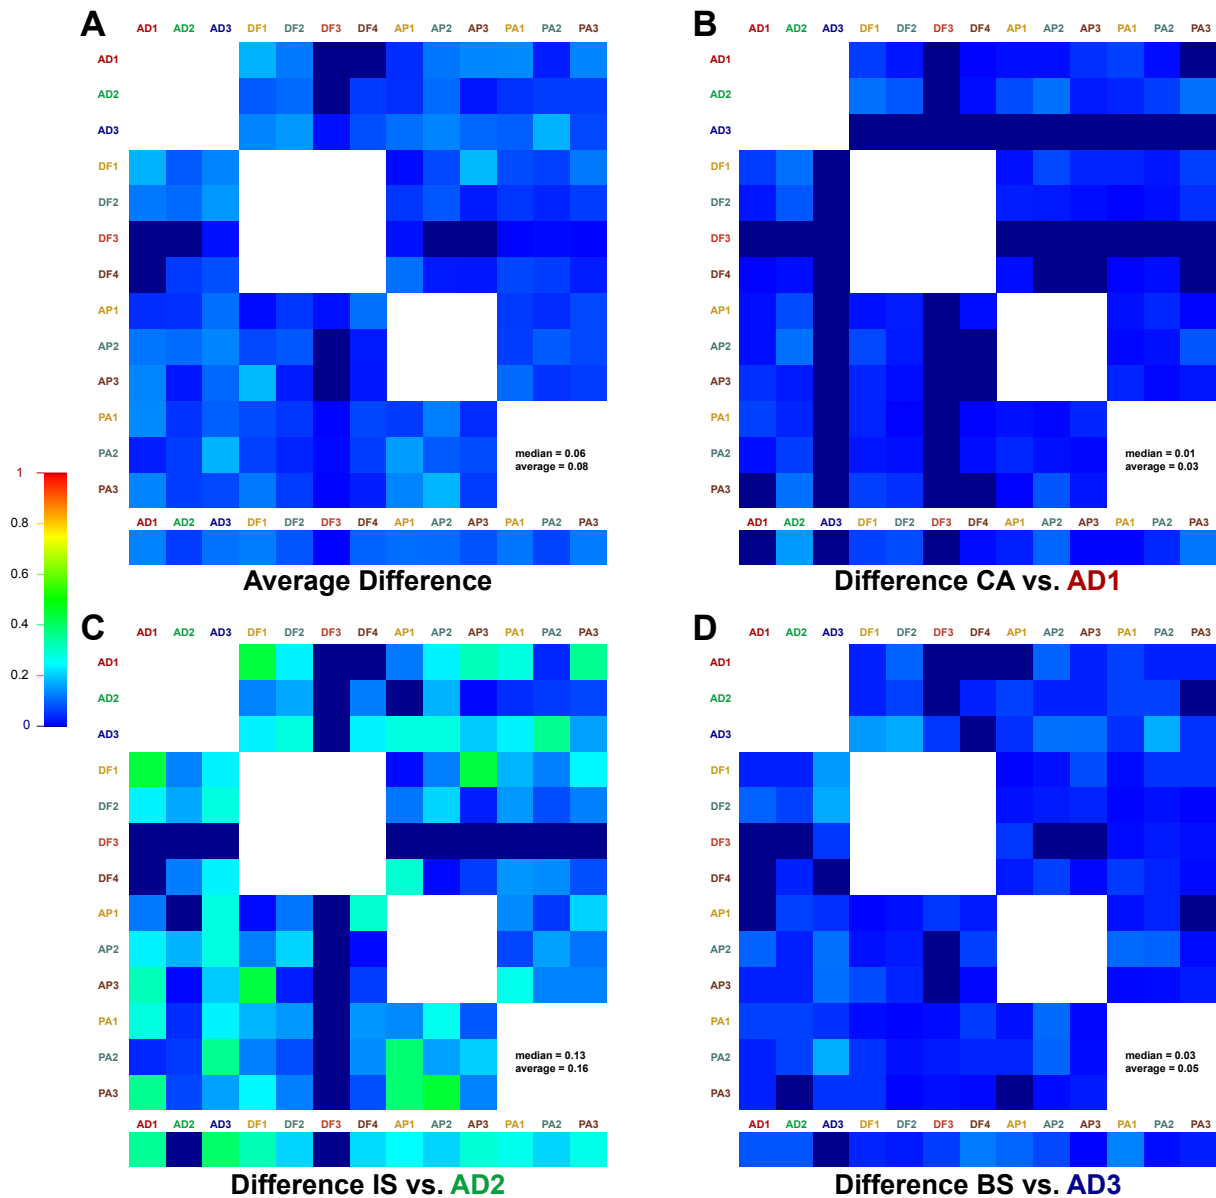 A
AD1 AD2 AD3 DF1 DF2 DF3 DF4 AP1 AP2 AP3 PA1 PA2 PA3
AD1
AD2
AD3
DF1
DF2
DF3
DF4
AP1
AP2
AP3
PA1
PA2
PA3
median = 0.06
average = 0.08
AD1 AD2 AD3 DF1 DF2 DF3 DF4 AP1 AP2 AP3 PA1 PA2 PA3
Average Difference
B
AD1 AD2 AD3 DF1 DF2 DF3 DF4 AP1 AP2 AP3 PA1 PA2 PA3
AD1
AD2
AD3
DF1
DF2
DF3
DF4
AP1
AP2
AP3
PA1
PA2
PA3
median = 0.01
average = 0.03
AD1 AD2 AD3 DF1 DF2 DF3 DF4 AP1 AP2 AP3 PA1 PA2 PA3
Difference CA vs. AD1
1
0.8
0.6
0.4
0.2
0
C
AD1 AD2 AD3 DF1 DF2 DF3 DF4 AP1 AP2 AP3 PA1 PA2 PA3
AD1
AD2
AD3
DF1
DF2
DF3
DF4
AP1
AP2
AP3
PA1
PA2
PA3
median = 0.13
average = 0.16
AD1 AD2 AD3 DF1 DF2 DF3 DF4 AP1 AP2 AP3 PA1 PA2 PA3
Difference IS vs. AD2
D
AD1 AD2 AD3 DF1 DF2 DF3 DF4 AP1 AP2 AP3 PA1 PA2 PA3
AD1
AD2
AD3
DF1
DF2
DF3
DF4
AP1
AP2
AP3
PA1
PA2
PA3
median = 0.03
average = 0.05
AD1 AD2 AD3 DF1 DF2 DF3 DF4 AP1 AP2 AP3 PA1 PA2 PA3
Difference BS vs. AD3